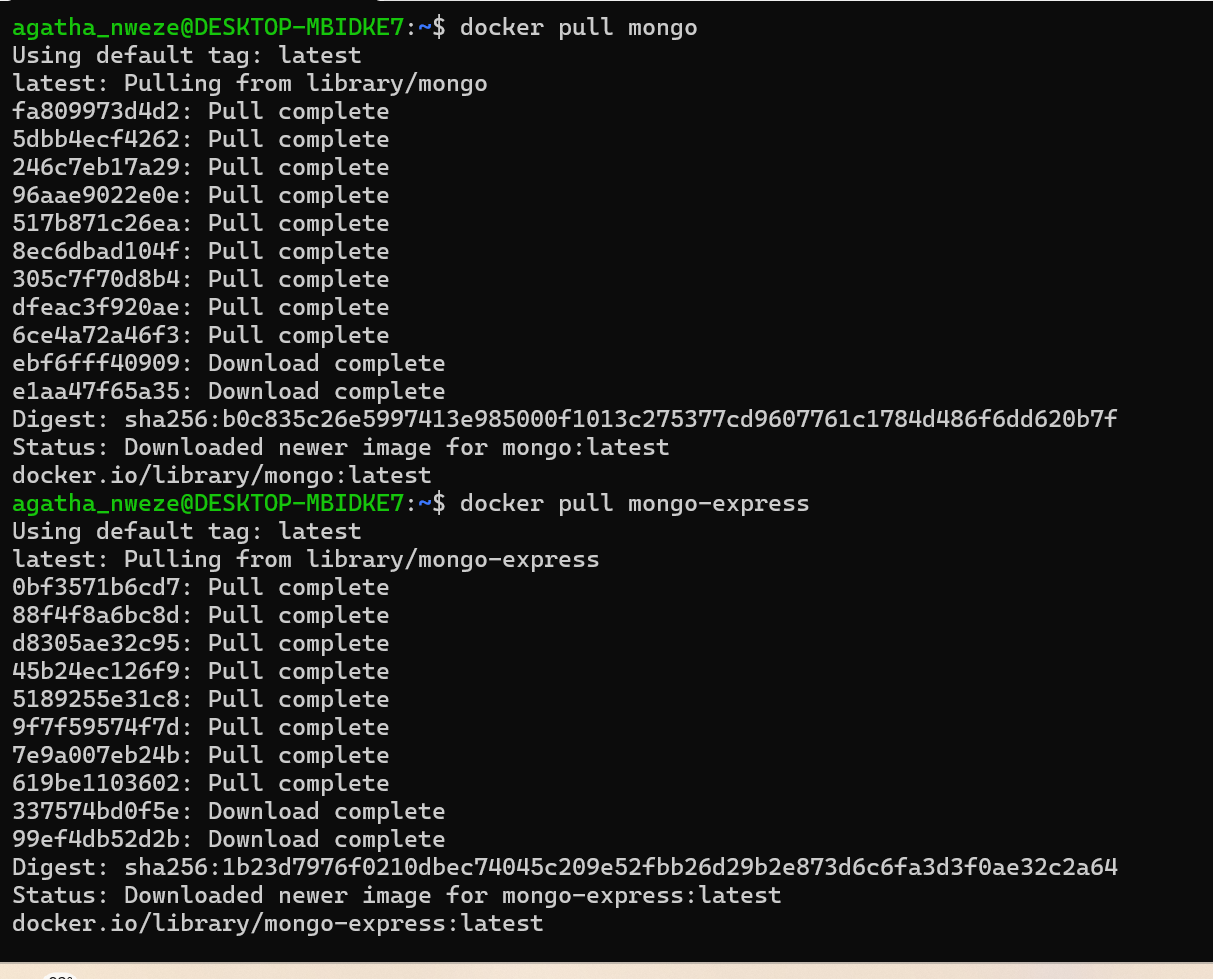 agatha_nweze@DESKTOP-MBIDKE7:~$ docker pull mongo
Using default tag: latest
latest: Pulling from library/mongo
fa809973d4d2: Pull complete
5dbb4ecf4262: Pull complete
246c7eb17a29: Pull complete
96aae9022e0e: Pull complete
517b871c26ea: Pull complete
8ec6dbad104f: Pull complete
305c7f70d8b4: Pull complete
dfeac3f920ae: Pull complete
6ce4a72a46f3: Pull complete
ebf6fff40909: Download complete
e1aa47f65a35: Download complete
Digest: sha256:b0c835c26e5997413e985000f1013c275377cd9607761c1784d486f6dd620b7f
Status: Downloaded newer image for mongo:latest
docker.io/library/mongo:latest
agatha_nweze@DESKTOP-MBIDKE7:~$ docker pull mongo-express
Using default tag: latest
latest: Pulling from library/mongo-express
0bf3571b6cd7: Pull complete
88f4f8a6bc8d: Pull complete
d8305ae32c95: Pull complete
45b24ec126f9: Pull complete
5189255e31c8: Pull complete
9f7f59574f7d: Pull complete
7e9a007eb24b: Pull complete
619be1103602: Pull complete
337574bd0f5e: Download complete
99ef4db52d2b: Download complete
Digest: sha256:1b23d7976f0210dbec74045c209e52fbb26d29b2e873d6c6fa3d3f0ae32c2a64
Status: Downloaded newer image for mongo-express:latest
docker.io/library/mongo-express:latest